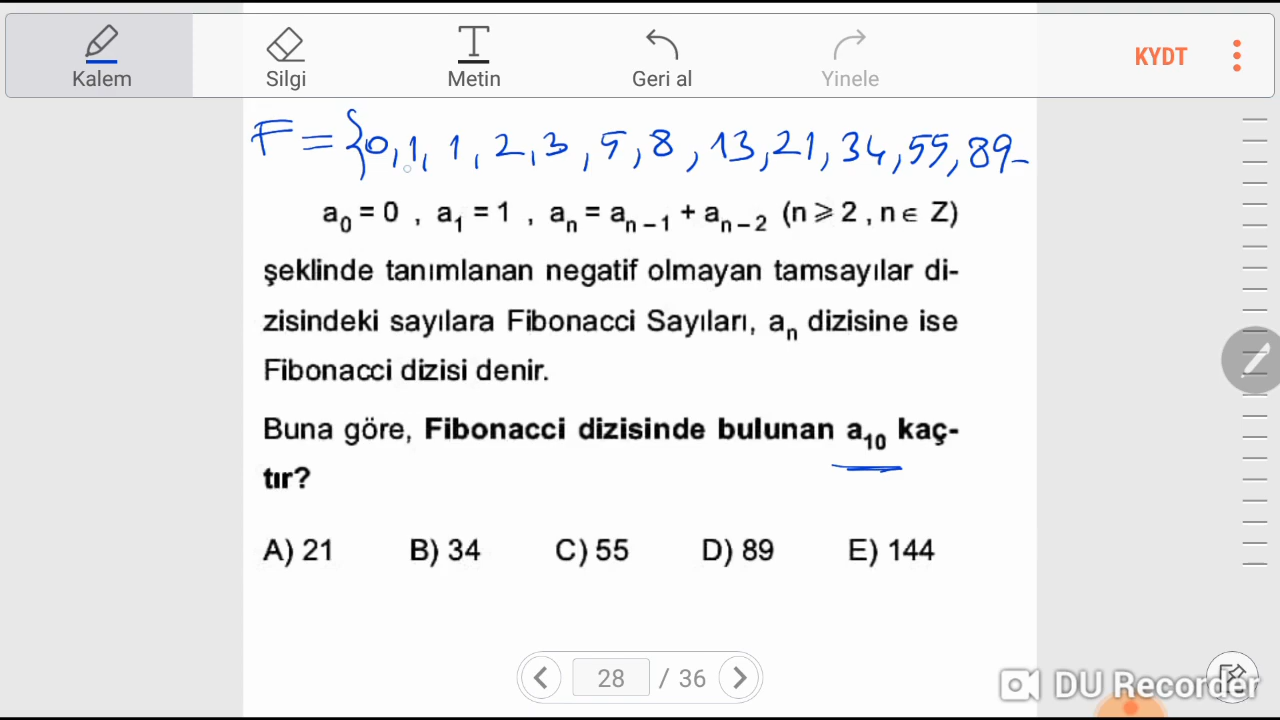 Kalem
Silgi
Metin
Geri al
Yinele
KYDT
F = {0, 1, 1, 2, 3, 5, 8, 13, 21, 34, 55, 89-
a₀ = 0 , a₁ = 1 , aₙ = aₙ₋₁ + aₙ₋₂ (n ⩾ 2 , n ∈ Z)
şeklinde tanımlanan negatif olmayan tamsayılar di-
zisindeki sayılara Fibonacci Sayıları, aₙ dizisine ise
Fibonacci dizisi denir.
Buna göre, Fibonacci dizisinde bulunan a₁₀ kaç-
tır?
A) 21 B) 34 C) 55 D) 89 E) 144
28 / 36
DU Recorder